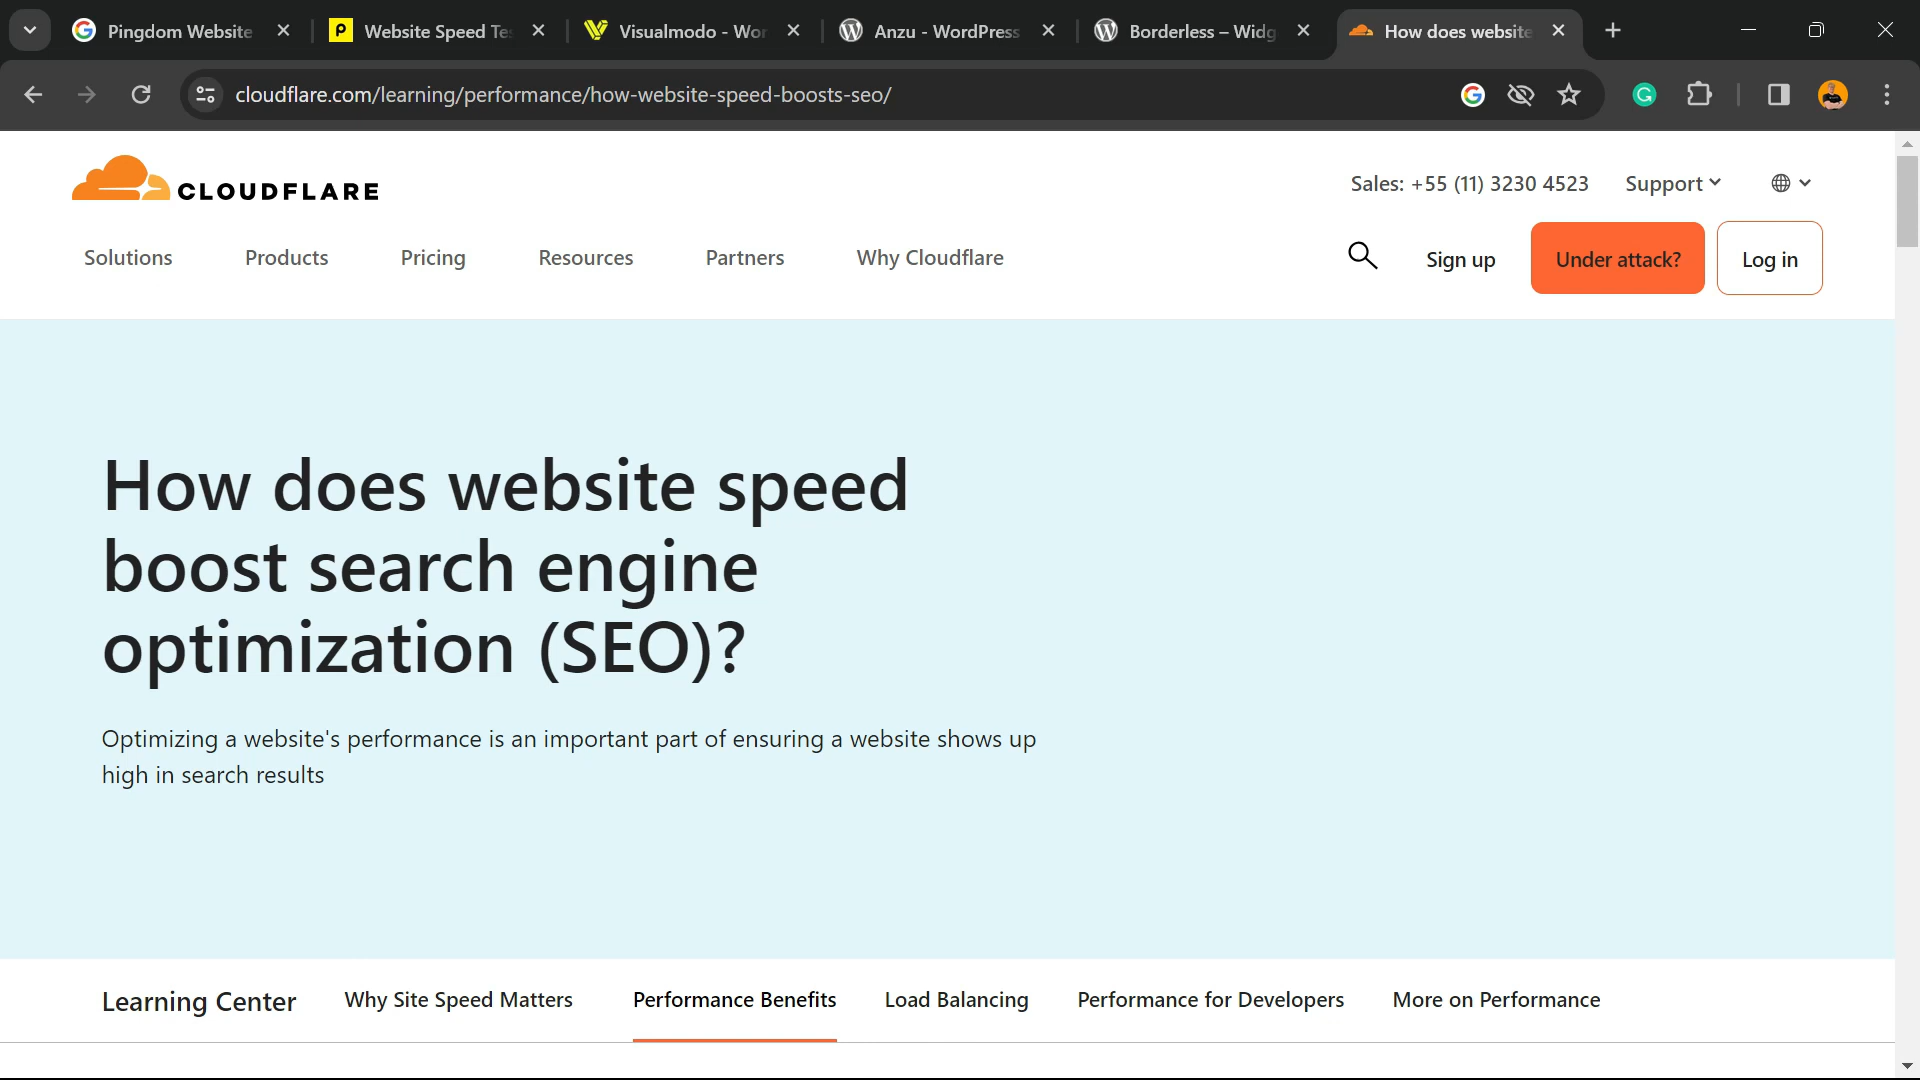 Pingdom Website
Website Speed Te
Visualmodo - Wor
Anzu - WordPress
Borderless – Widg
How does website
cloudflare.com/learning/performance/how-website-speed-boosts-seo/
CLOUDFLARE
Sales: +55 (11) 3230 4523
Support
Solutions
Products
Pricing
Resources
Partners
Why Cloudflare
Sign up
Under attack?
Log in
How does website speed
boost search engine
optimization (SEO)?
Optimizing a website's performance is an important part of ensuring a website shows up
high in search results
Learning Center
Why Site Speed Matters
Performance Benefits
Load Balancing
Performance for Developers
More on Performance